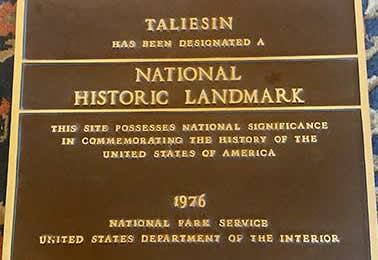 TALIESIN
HAS BEEN DESIGNATED A
NATIONAL
HISTORIC LANDMARK
THIS SITE POSSESSES NATIONAL SIGNIFICANCE
IN COMMEMORATING THE HISTORY OF THE
UNITED STATES OF AMERICA
1976
NATIONAL PARK SERVICE
UNITED STATES DEPARTMENT OF THE INTERIOR